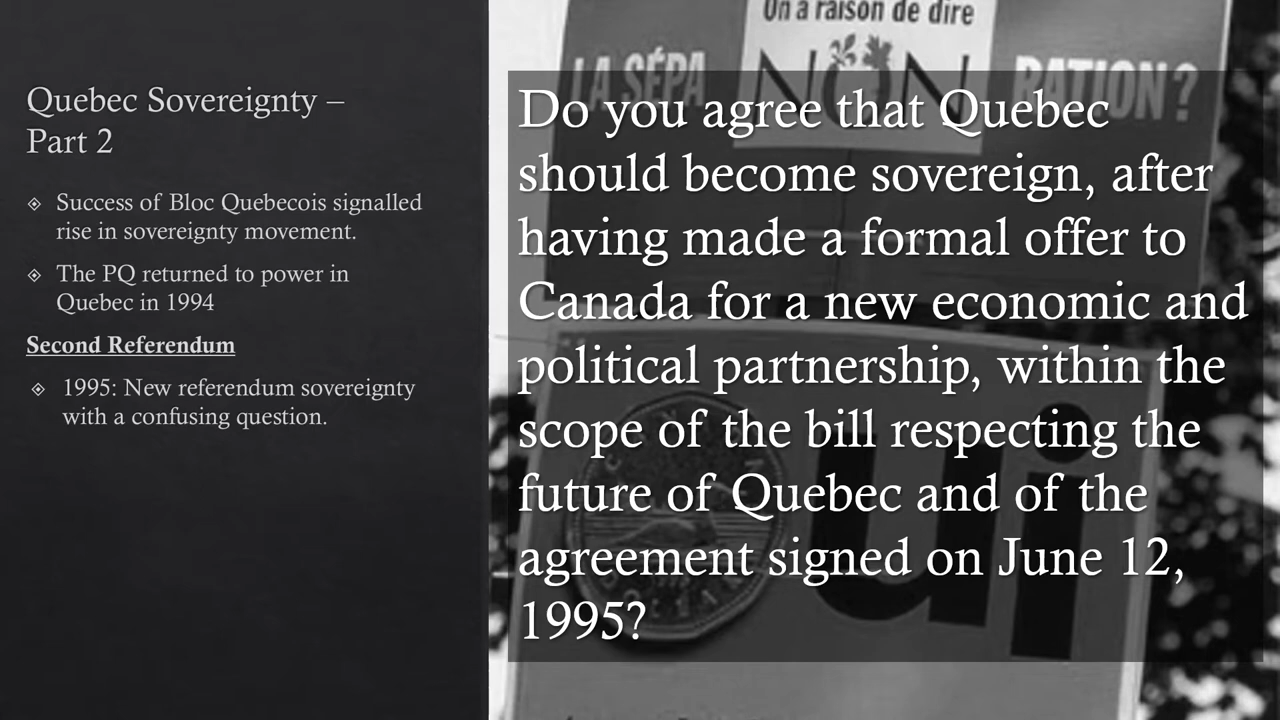 Quebec Sovereignty –
Part 2
Success of Bloc Quebecois signalled
rise in sovereignty movement.
The PQ returned to power in
Quebec in 1994
Second Referendum
1995: New referendum sovereignty
with a confusing question.
On a raison de dire
LA SÉPA NON RATION?
Do you agree that Quebec
should become sovereign, after
having made a formal offer to
Canada for a new economic and
political partnership, within the
scope of the bill respecting the
future of Quebec and of the
agreement signed on June 12,
1995?
Oui